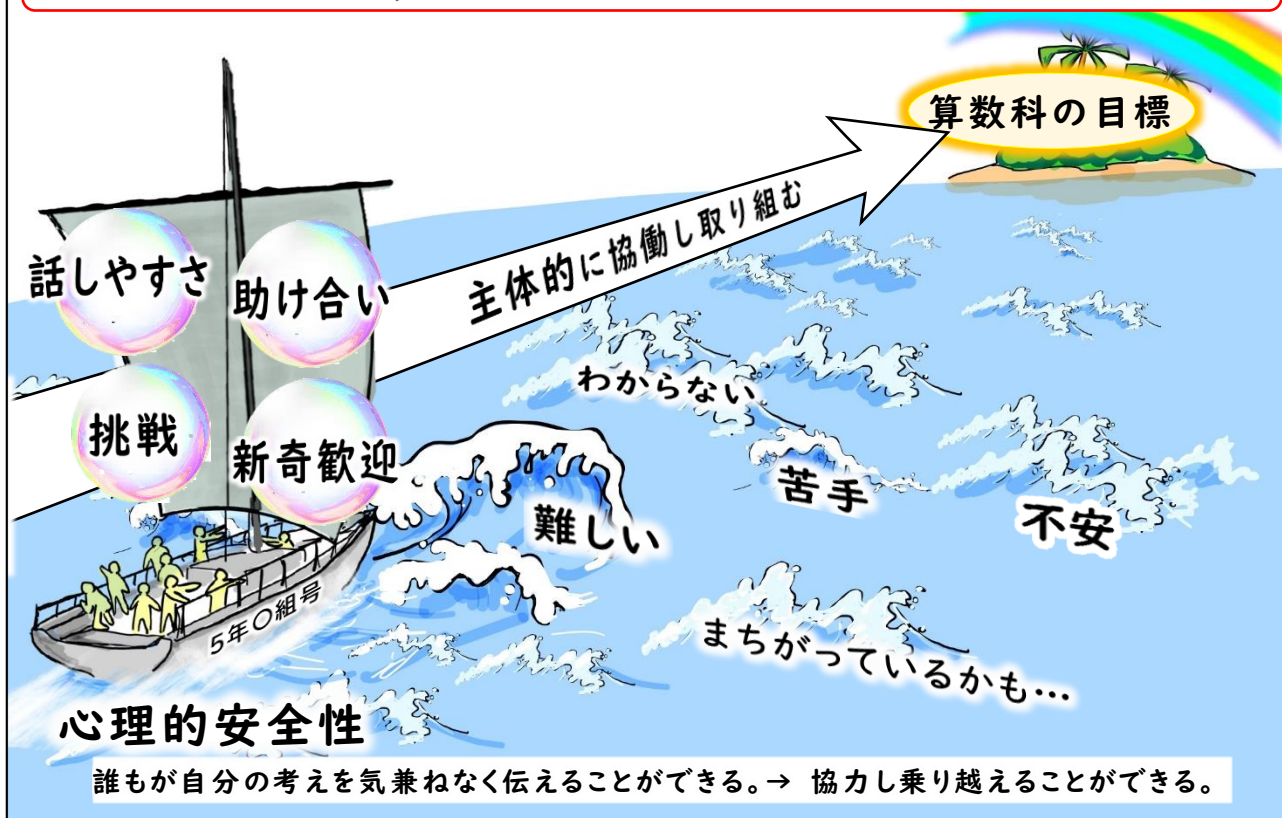 算数科の目標
主体的に協働し取り組む
話しやすさ
助け合い
挑戦
新奇歓迎
わからない
苦手
難しい
不安
まちがっているかも…
5年〇組号
心理的安全性
誰もが自分の考えを気兼ねなく伝えることができる。→ 協力し乗り越えることができる。